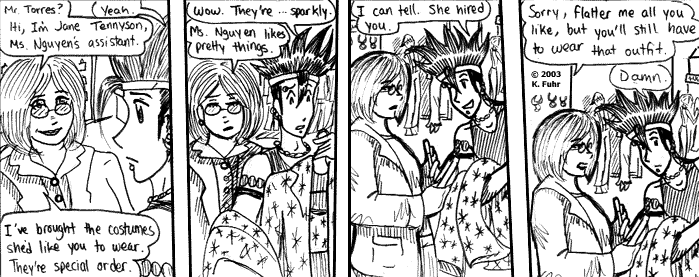 Mr. Torres?
Yeah.
Hi, I'm Jane Tennyson,
Ms. Nguyen's assistant.
I've brought the costumes
she'd like you to wear.
They're special order.
Wow. They're ... sparkly.
Ms. Nguyen likes
pretty things.
I can tell. She hired
you.
Sorry, flatter me all you
like, but you'll still have
to wear that outfit.
Damn.
© 2003
K. Fuhr